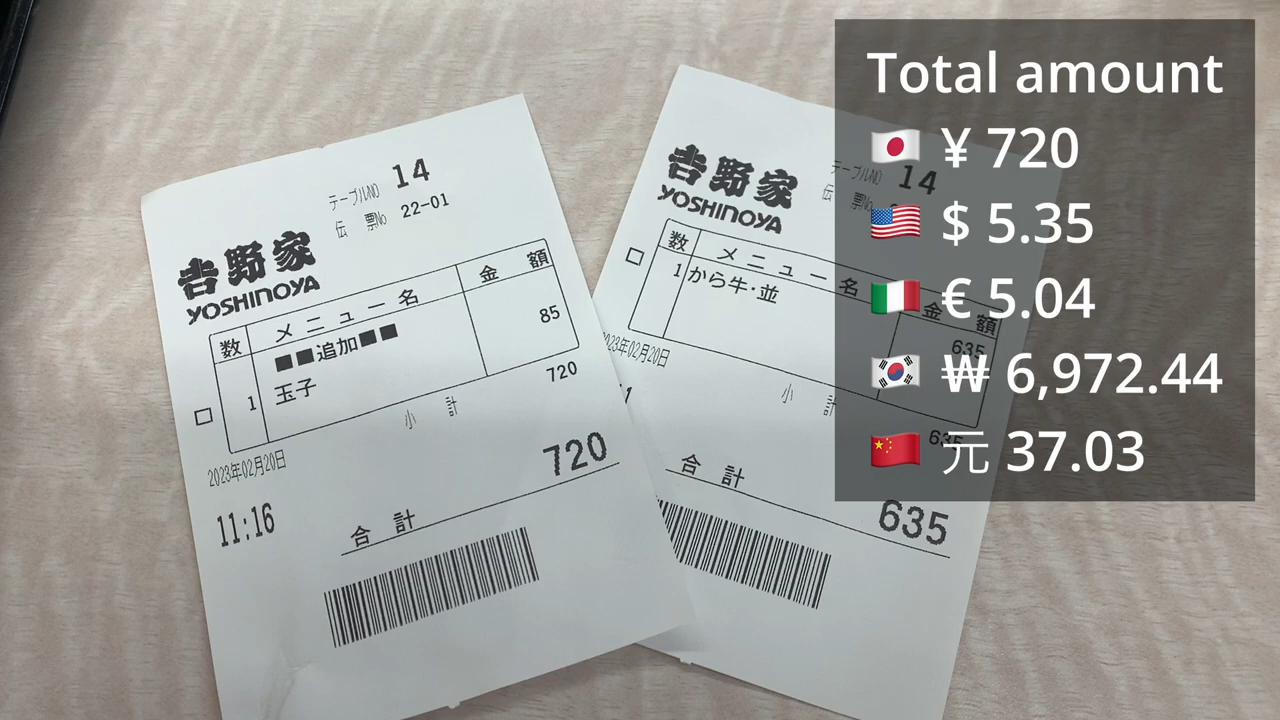 テーブルNO 14
伝 票No 22-01
吉野家
YOSHINOYA
数 メニュー名 金 額
■■追加■■ 85
1 玉子
小 計 720
2023年02月20日
11:16
合 計 720
テーブルNO 14
伝 票No
吉野家
YOSHINOYA
数 メニュー名 金 額
1 から牛・並 635
023年02月20日
小 計 635
合 計 635
Total amount
🇯🇵 ¥ 720
🇺🇸 $ 5.35
🇮🇹 € 5.04
🇰🇷 ₩ 6,972.44
🇨🇳 元 37.03